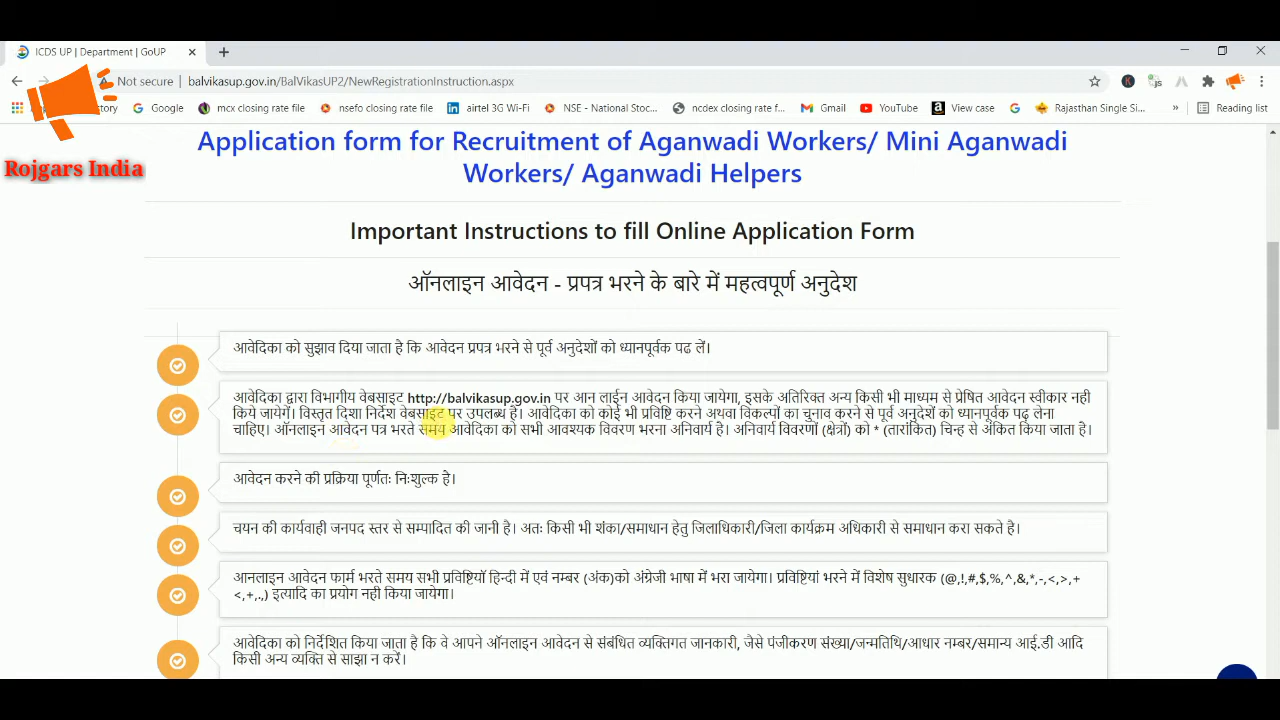 ICDS UP | Department | GoUP
Not secure | balvikasup.gov.in/BalVikasUP2/NewRegistrationInstruction.aspx
Google mcx closing rate file nsefo closing rate file airtel 3G Wi-Fi NSE - National Stoc... ncdex closing rate f... Gmail YouTube View case Rajasthan Single Si... » Reading list
Rojgars India
Application form for Recruitment of Aganwadi Workers/ Mini Aganwadi
Workers/ Aganwadi Helpers
Important Instructions to fill Online Application Form
ऑनलाइन आवेदन - प्रपत्र भरने के बारे में महत्वपूर्ण अनुदेश
आवेदिका को सुझाव दिया जाता है कि आवेदन प्रपत्र भरने से पूर्व अनुदेशों को ध्यानपूर्वक पढ लें।
आवेदिका द्वारा विभागीय वेबसाइट http://balvikasup.gov.in पर आन लाईन आवेदन किया जायेगा, इसके अतिरिक्त अन्य किसी भी माध्यम से प्रेषित आवेदन स्वीकार नही
किये जायेगें। विस्तृत दिशा निर्देश वेबसाइट पर उपलब्ध हैं। आवेदिका को कोई भी प्रविष्टि करने अथवा विकल्पों का चुनाव करने से पूर्व अनुदेशों को ध्यानपूर्वक पढ़ लेना
चाहिए। ऑनलाइन आवेदन पत्र भरते समय आवेदिका को सभी आवश्यक विवरण भरना अनिवार्य है। अनिवार्य विवरणों (क्षेत्रों) को * (तारांकित) चिन्ह से अंकित किया जाता है।
आवेदन करने की प्रक्रिया पूर्णतः निःशुल्क है।
चयन की कार्यवाही जनपद स्तर से सम्पादित की जानी है। अतः किसी भी शंका/समाधान हेतु जिलाधिकारी/जिला कार्यक्रम अधिकारी से समाधान करा सकते है।
आनलाइन आवेदन फार्म भरते समय सभी प्रविष्टियॉ हिन्दी में एवं नम्बर (अंक)को अंग्रेजी भाषा में भरा जायेगा। प्रविष्टियां भरने में विशेष सुधारक (@,!,#,$,%,^,&,*,-,<,>,+
<,+,.,) इत्यादि का प्रयोग नही किया जायेगा।
आवेदिका को निर्देशित किया जाता है कि वे आपने ऑनलाइन आवेदन से संबंधित व्यक्तिगत जानकारी, जैसे पंजीकरण संख्या/जन्मतिथि/आधार नम्बर/समान्य आई.डी आदि
किसी अन्य व्यक्ति से साझा न करें।